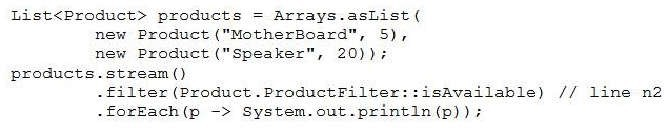 List<Product> products = Arrays.asList(
        new Product("MotherBoard", 5),
        new Product("Speaker", 20));
products.stream()
        .filter(Product.ProductFilter::isAvailable) // line n2
        .forEach(p -> System.out.println(p));